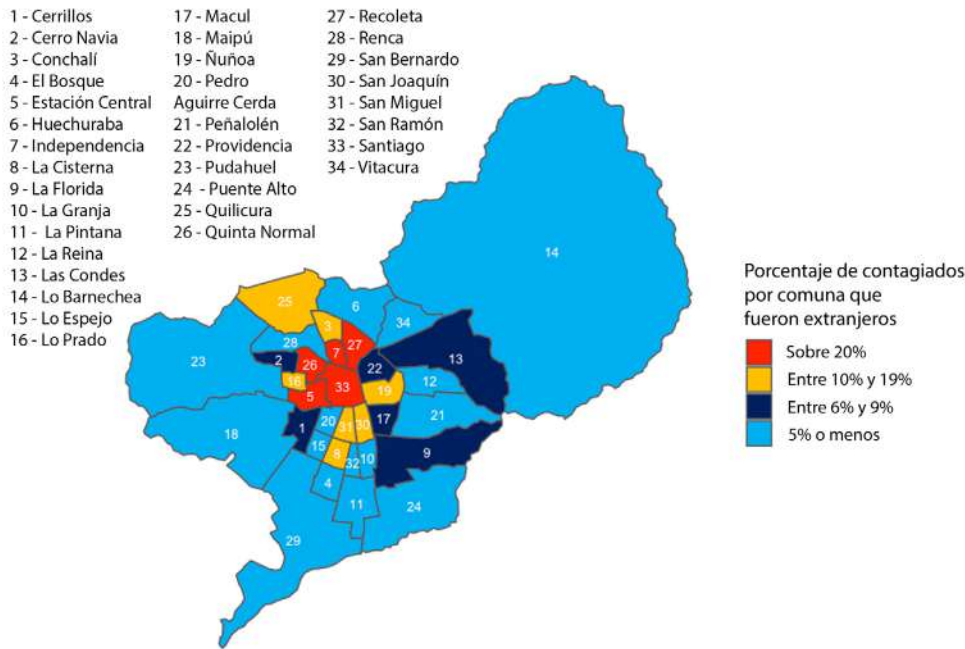 1 - Cerrillos
2 - Cerro Navia
3 - Conchalí
4 - El Bosque
5 - Estación Central
6 - Huechuraba
7 - Independencia
8 - La Cisterna
9 - La Florida
10 - La Granja
11 - La Pintana
12 - La Reina
13 - Las Condes
14 - Lo Barnechea
15 - Lo Espejo
16 - Lo Prado
17 - Macul
18 - Maipú
19 - Ñuñoa
20 - Pedro
Aguirre Cerda
21 - Peñalolén
22 - Providencia
23 - Pudahuel
24 - Puente Alto
25 - Quilicura
26 - Quinta Normal
27 - Recoleta
28 - Renca
29 - San Bernardo
30 - San Joaquín
31 - San Miguel
32 - San Ramón
33 - Santiago
34 - Vitacura
14
25
6
3
34
28
7
27
23
2
26
22
13
16
33
12
5
19
1
20
31
30
17
21
18
15
8
32
10
9
4
11
24
29
Porcentaje de contagiados
por comuna que
fueron extranjeros
Sobre 20%
Entre 10% y 19%
Entre 6% y 9%
5% o menos